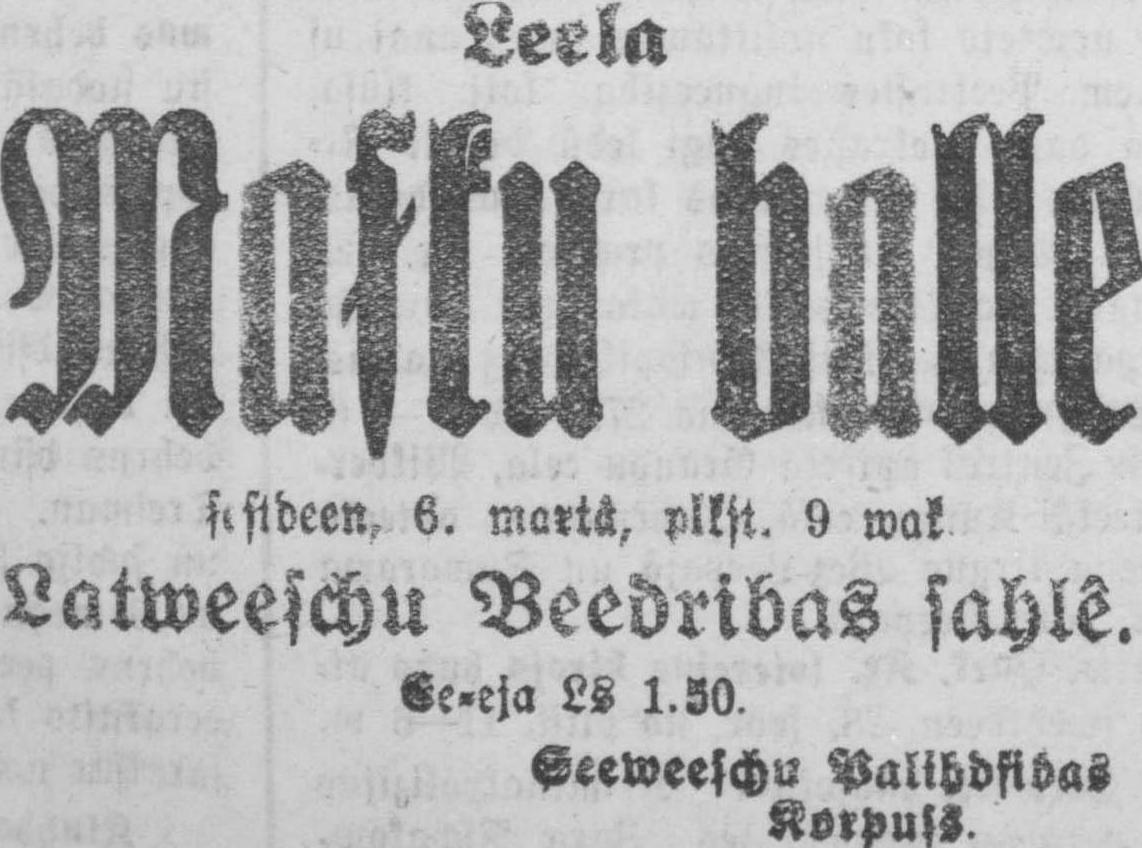 Leela
Masku balle
sestdeen, 6. martâ, plkst. 9 wak.
Latweeschu Beedribas sahlê.
Ee-eja Ls 1.50.
Seeweeschu Palihdsibas
Korpuss.